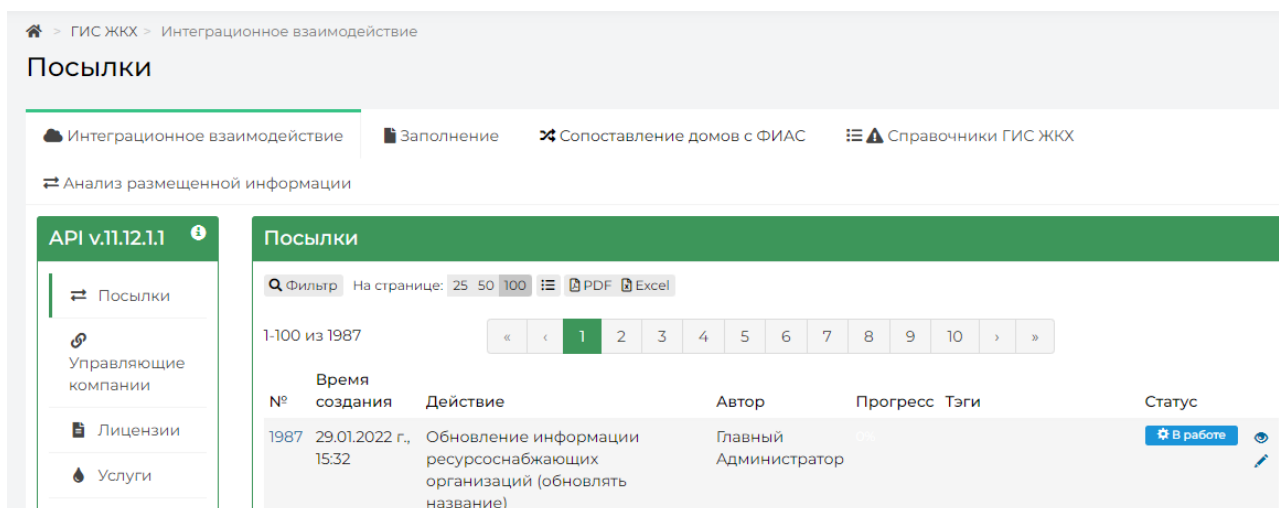 > ГИС ЖКХ > Интеграционное взаимодействие
Посылки
Интеграционное взаимодействие Заполнение Сопоставление домов с ФИАС Справочники ГИС ЖКХ
Анализ размещенной информации
API v.11.12.1.1
Посылки
Управляющие
компании
Лицензии
Услуги
Посылки
Фильтр На странице: 25 50 100 PDF Excel
1-100 из 1987 « ‹ 1 2 3 4 5 6 7 8 9 10 › »
Время
№ создания Действие Автор Прогресс Тэги Статус
1987 29.01.2022 г., Обновление информации Главный 0% В работе
15:32 ресурсоснабжающих Администратор
организаций (обновлять
название)